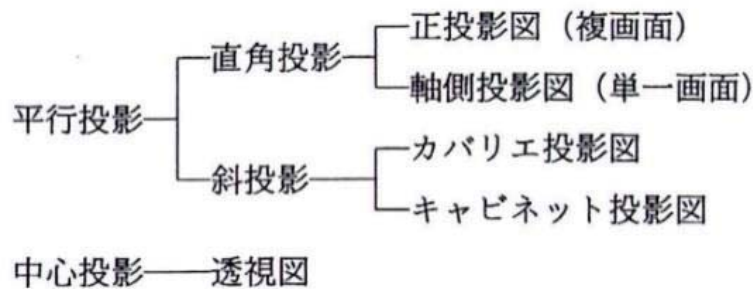 正投影図（複画面）
直角投影
軸側投影図（単一画面）
平行投影
カバリエ投影図
斜投影
キャビネット投影図
中心投影
透視図